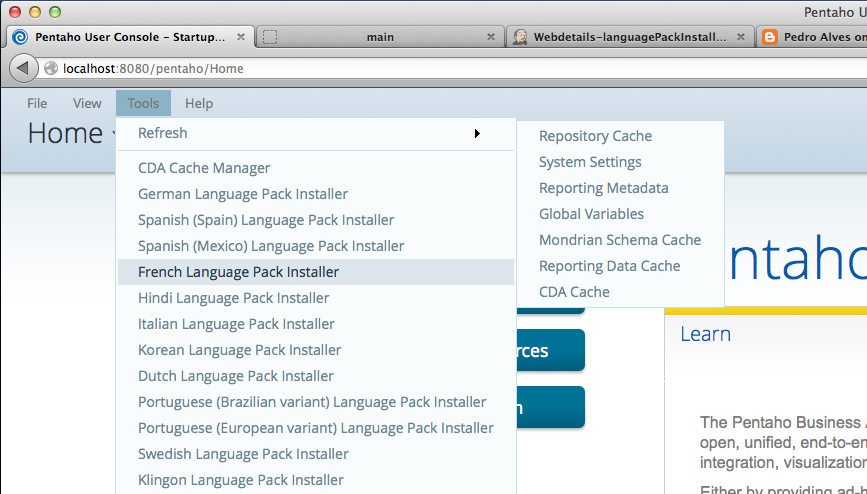 Pentaho U
Pentaho User Console – Startup...
main
Webdetails-languagePackInstall...
Pedro Alves on
localhost:8080/pentaho/Home
File View Tools Help
Home
Refresh
CDA Cache Manager
German Language Pack Installer
Spanish (Spain) Language Pack Installer
Spanish (Mexico) Language Pack Installer
French Language Pack Installer
Hindi Language Pack Installer
Italian Language Pack Installer
Korean Language Pack Installer
Dutch Language Pack Installer
Portuguese (Brazilian variant) Language Pack Installer
Portuguese (European variant) Language Pack Installer
Swedish Language Pack Installer
Klingon Language Pack Installer
Repository Cache
System Settings
Reporting Metadata
Global Variables
Mondrian Schema Cache
Reporting Data Cache
CDA Cache
ntaho
rces
n
Learn
The Pentaho Business A
open, unified, end-to-en
integration, visualization
Either by providing ad-h